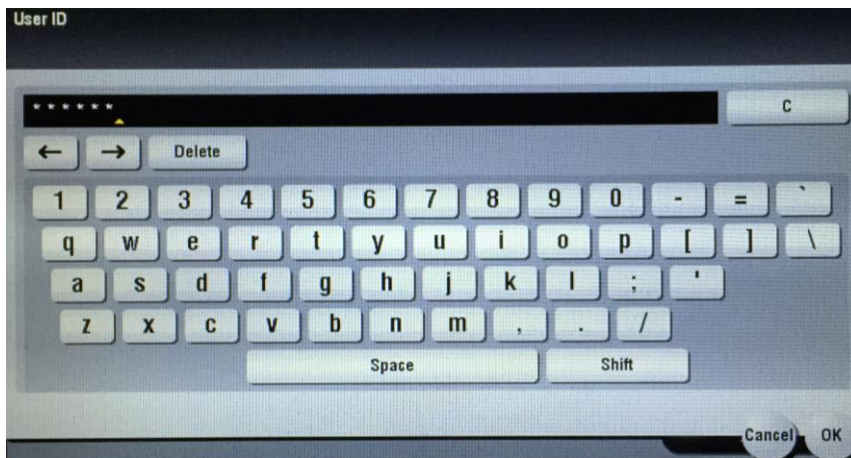 User ID
* * * * * * C
← → Delete
1 2 3 4 5 6 7 8 9 0 - = `
q w e r t y u i o p [ ] \
a s d f g h j k l ; '
z x c v b n m , . /
Space Shift
Cancel OK